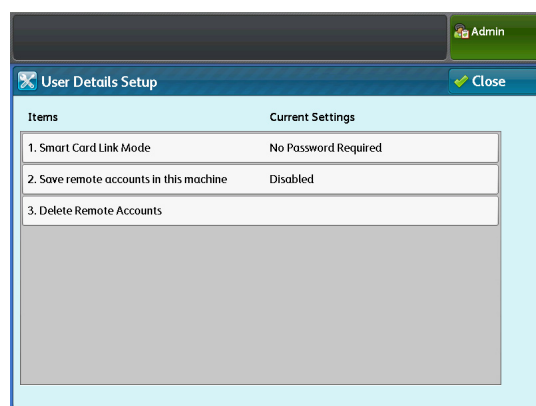 Admin
User Details Setup
Close
Items Current Settings
1. Smart Card Link Mode No Password Required
2. Save remote accounts in this machine Disabled
3. Delete Remote Accounts